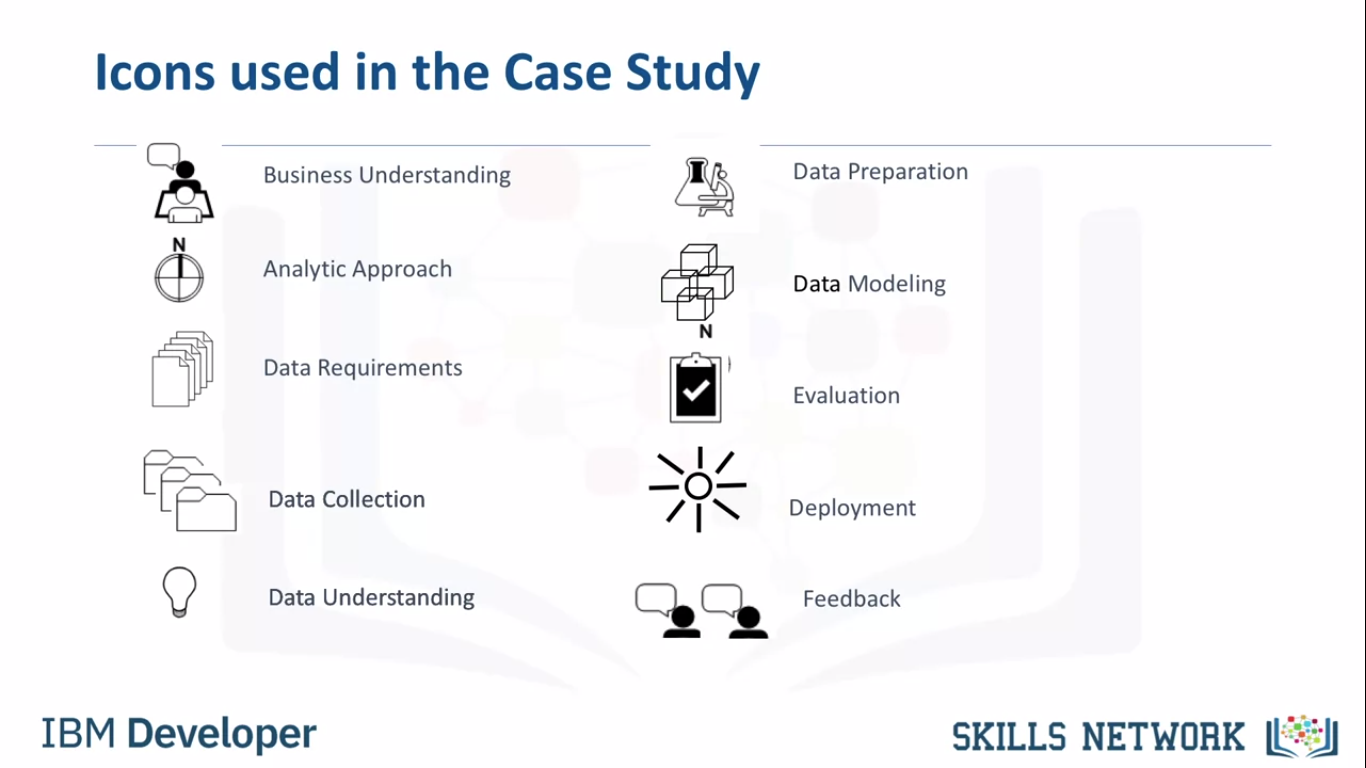 Icons used in the Case Study
Business Understanding
N
Analytic Approach
Data Requirements
Data Collection
Data Understanding
Data Preparation
Data Modeling
N
Evaluation
Deployment
Feedback
IBM Developer
SKILLS NETWORK